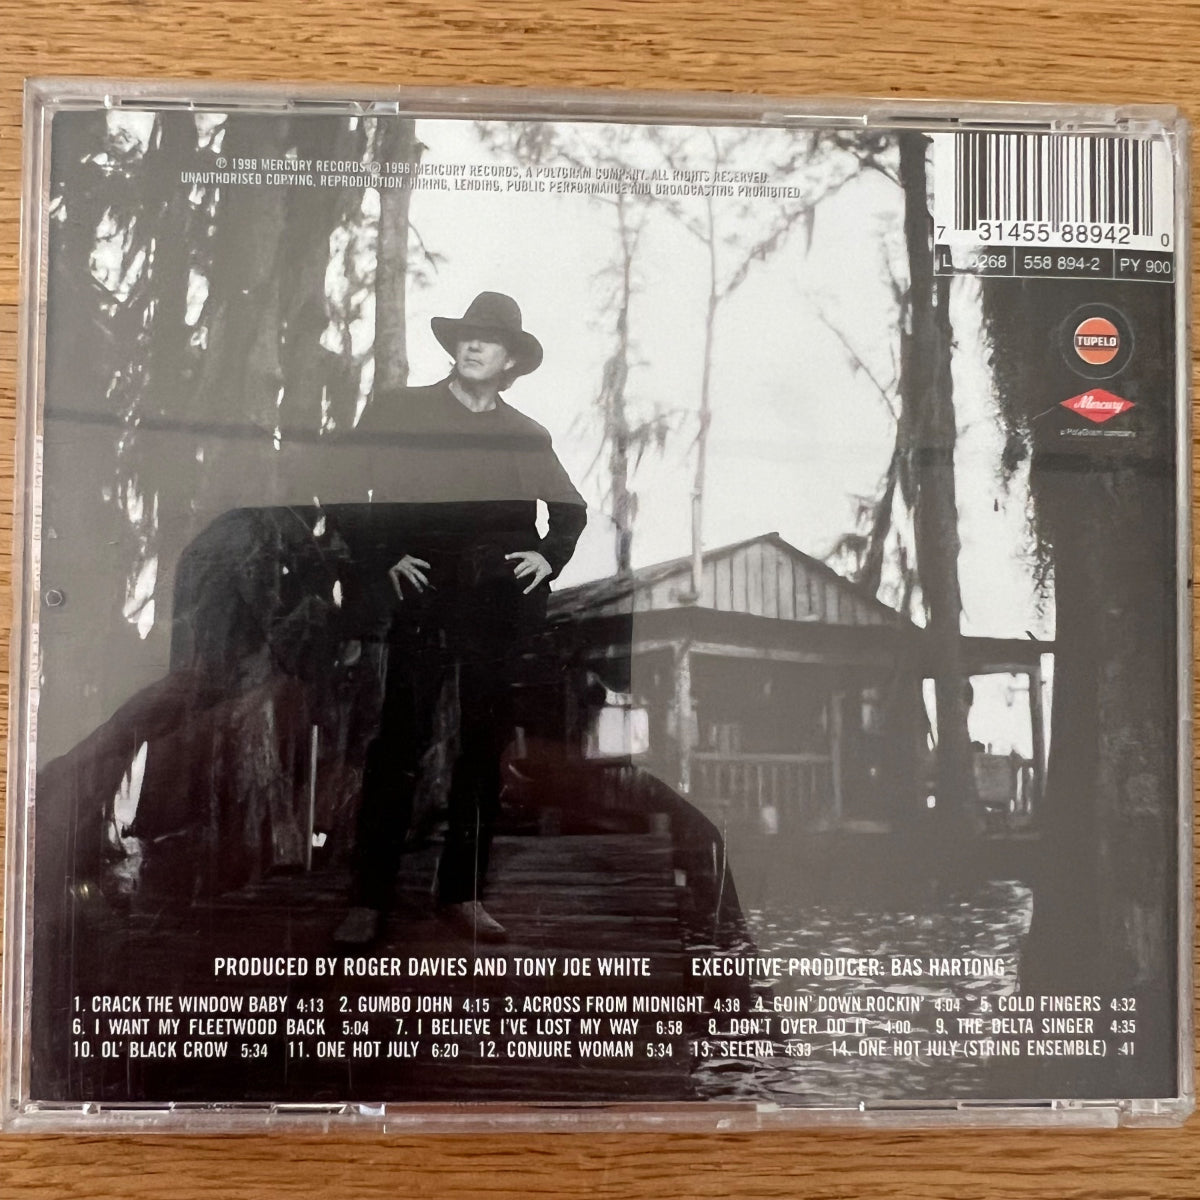 ℗ 1998 MERCURY RECORDS © 1998 MERCURY RECORDS, A POLYGRAM COMPANY. ALL RIGHTS RESERVED.
UNAUTHORISED COPYING, REPRODUCTION, HIRING, LENDING, PUBLIC PERFORMANCE AND BROADCASTING PROHIBITED.
7 31455 88942 0
0268 558 894-2 PY 900
TUPELO
Mercury
a PolyGram company
PRODUCED BY ROGER DAVIES AND TONY JOE WHITE EXECUTIVE PRODUCER: BAS HARTONG
1. CRACK THE WINDOW BABY 4:13 2. GUMBO JOHN 4:15 3. ACROSS FROM MIDNIGHT 4:38 4. GOIN' DOWN ROCKIN' 4:04 5. COLD FINGERS 4:32
6. I WANT MY FLEETWOOD BACK 5:04 7. I BELIEVE I'VE LOST MY WAY 6:58 8. DON'T OVER DO IT 4:00 9. THE DELTA SINGER 4:35
10. OL' BLACK CROW 5:34 11. ONE HOT JULY 6:20 12. CONJURE WOMAN 5:34 13. SELENA 4:33 14. ONE HOT JULY (STRING ENSEMBLE) :41